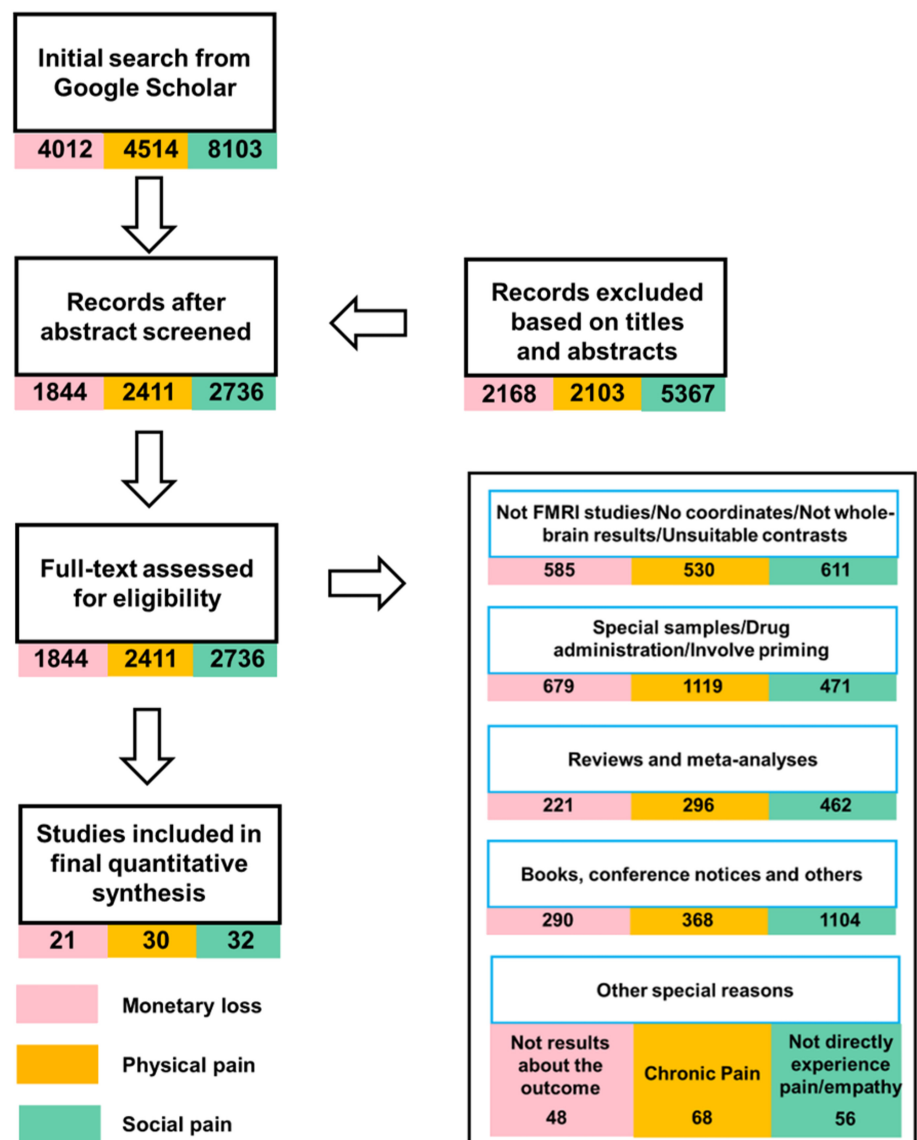 Initial search from
Google Scholar
4012 4514 8103
Records after
abstract screened
1844 2411 2736
Records excluded
based on titles
and abstracts
2168 2103 5367
Full-text assessed
for eligibility
1844 2411 2736
Not FMRI studies/No coordinates/Not whole-
brain results/Unsuitable contrasts
585 530 611
Special samples/Drug
administration/Involve priming
679 1119 471
Reviews and meta-analyses
221 296 462
Books, conference notices and others
290 368 1104
Other special reasons
Not results
about the
outcome
48
Chronic Pain
68
Not directly
experience
pain/empathy
56
Studies included in
final quantitative
synthesis
21 30 32
Monetary loss
Physical pain
Social pain